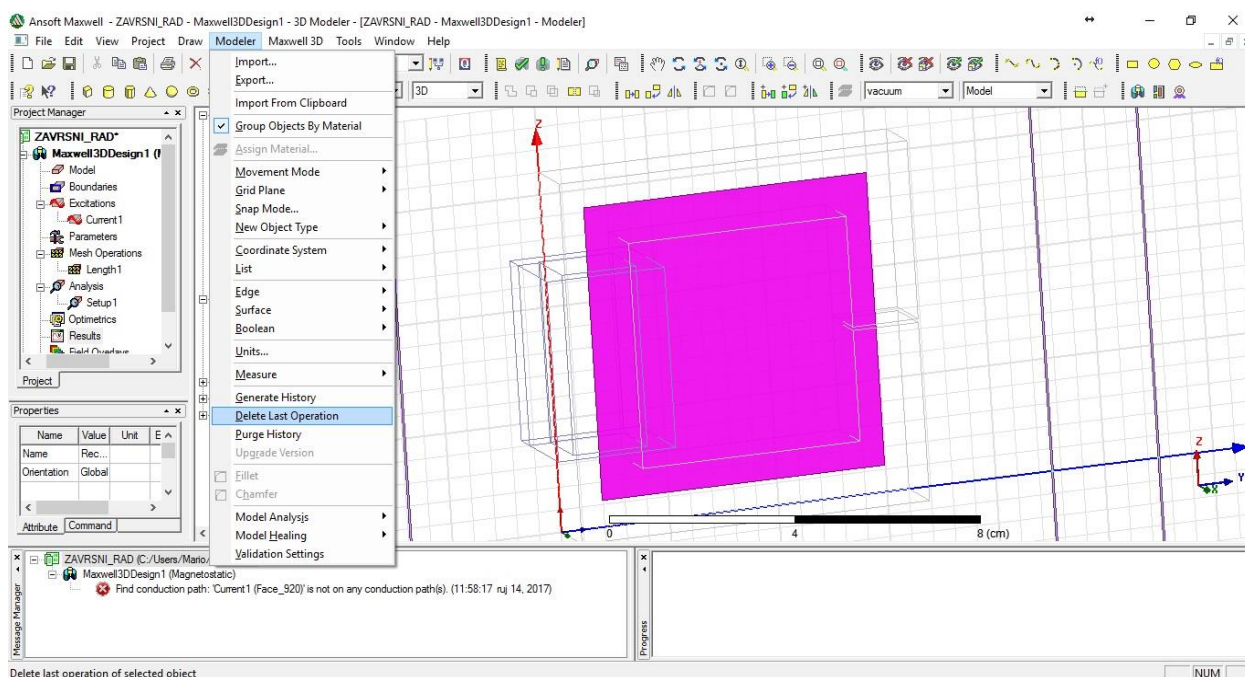 Ansoft Maxwell - ZAVRSNI_RAD - Maxwell3DDesign1 - 3D Modeler - [ZAVRSNI_RAD - Maxwell3DDesign1 - Modeler]
File Edit View Project Draw Modeler Maxwell 3D Tools Window Help
3D vacuum Model
Project Manager
ZAVRSNI_RAD*
Maxwell3DDesign1 (
Model
Boundaries
Excitations
Current1
Parameters
Mesh Operations
Length1
Analysis
Setup1
Optimetrics
Results
Field Overlays
Project
Import...
Export...
Import From Clipboard
Group Objects By Material
Assign Material...
Movement Mode
Grid Plane
Snap Mode...
New Object Type
Coordinate System
List
Edge
Surface
Boolean
Units...
Measure
Generate History
Delete Last Operation
Purge History
Upgrade Version
Fillet
Chamfer
Model Analysis
Model Healing
Validation Settings
Properties
Name Value Unit E
Name Rec...
Orientation Global
Attribute Command
Z
Z
Y
X
0 4 8 (cm)
ZAVRSNI_RAD (C:/Users/Mario/
Maxwell3DDesign1 (Magnetostatic)
Find conduction path: 'Current1 (Face_920)' is not on any conduction path(s). (11:58:17 ruj 14, 2017)
Message Manager
Progress
Delete last operation of selected object
NUM